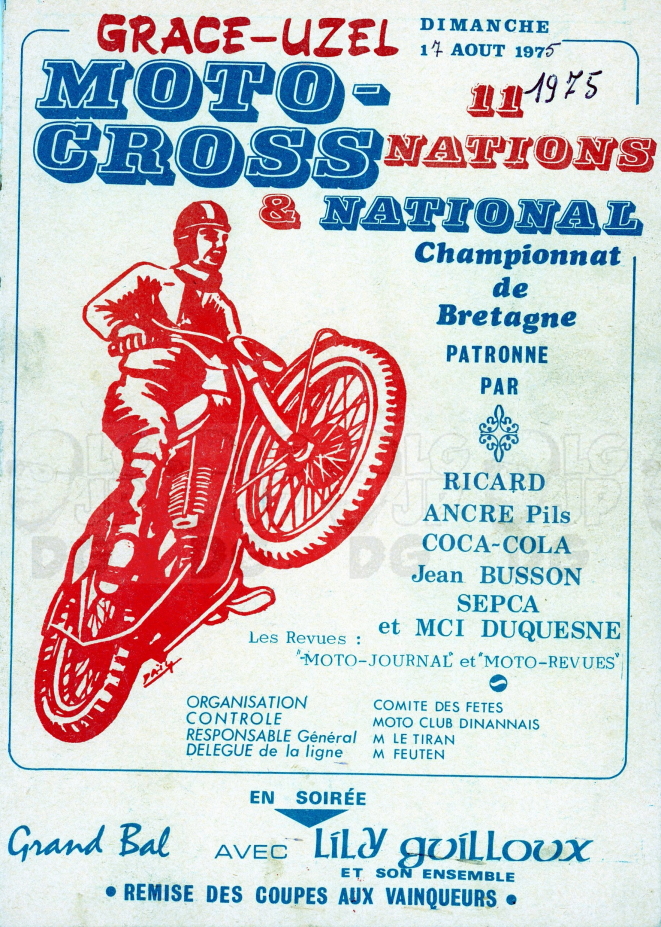 GRACE-UZEL
DIMANCHE
17 AOUT 1975
1975
MOTO-
CROSS
11
NATIONS
& NATIONAL
Championnat
de
Bretagne
PATRONNE
PAR
RICARD
ANCRE Pils
COCA-COLA
Jean BUSSON
SEPCA
et MCI DUQUESNE
Les Revues :
"-MOTO-JOURNAL" et "MOTO-REVUES"
ORGANISATION COMITE DES FETES
CONTROLE MOTO CLUB DINANNAIS
RESPONSABLE Général M LE TIRAN
DELEGUE de la ligne M FEUTEN
EN SOIRÉE
Grand Bal AVEC LILY GUILLOUX
ET SON ENSEMBLE
• REMISE DES COUPES AUX VAINQUEURS •